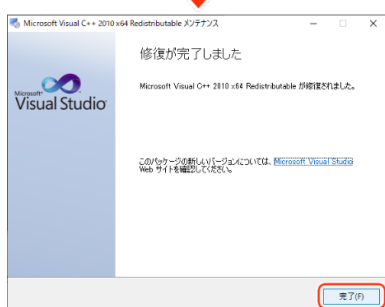 Microsoft Visual C++ 2010 x64 Redistributable メンテナンス
修復が完了しました
Microsoft Visual C++ 2010 x64 Redistributable が修復されました。
Microsoft
Visual Studio
このパッケージの新しいバージョンについては、Microsoft Visual Studio
Web サイトを確認してください。
完了(F)